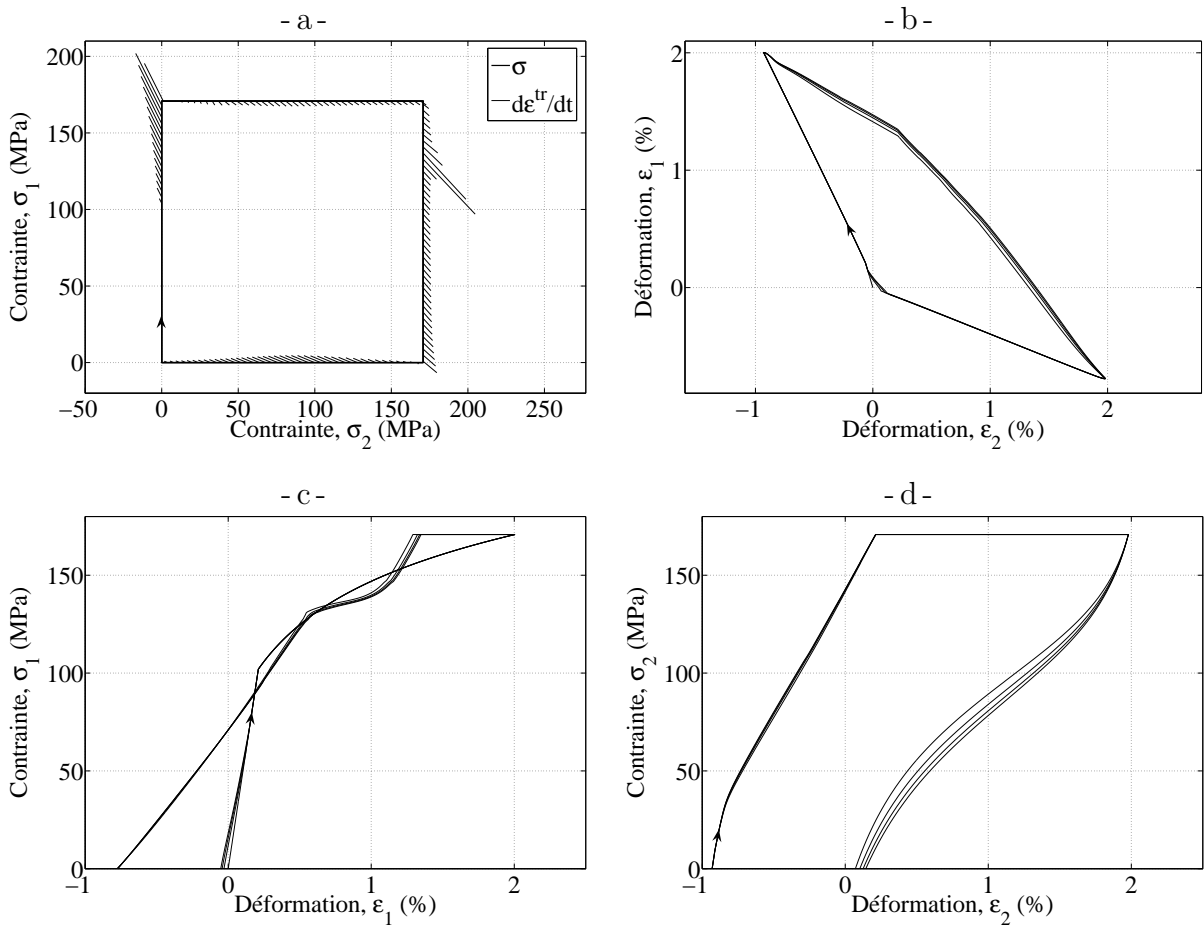 - a -
Contrainte, σ1 (MPa)
200
150
100
50
0
σ
dε^tr/dt
−50 0 50 100 150 200 250
Contrainte, σ2 (MPa)
- b -
Déformation, ε1 (%)
2
1
0
−1 0 1 2
Déformation, ε2 (%)
- c -
Contrainte, σ1 (MPa)
150
100
50
0
−1 0 1 2
Déformation, ε1 (%)
- d -
Contrainte, σ2 (MPa)
150
100
50
0
−1 0 1 2
Déformation, ε2 (%)